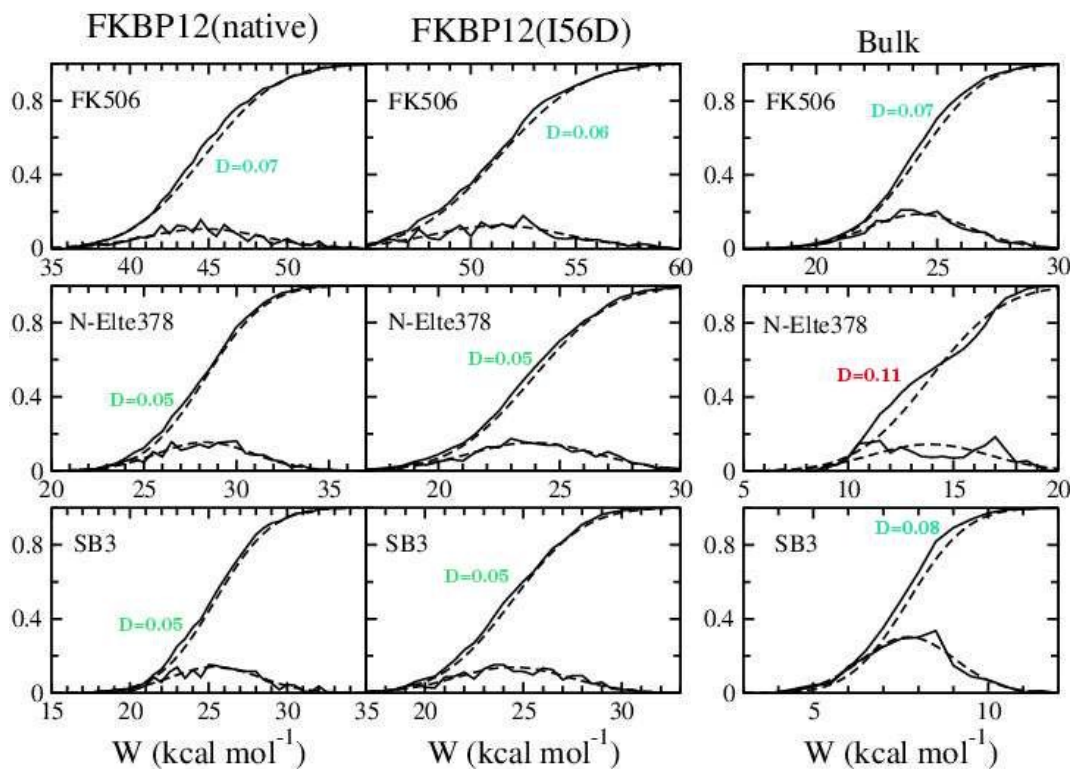 FKBP12(native) FKBP12(I56D) Bulk
FK506 FK506 FK506
D=0.07 D=0.06 D=0.07
0.8
0.4
0
35 40 45 50 50 55 60 20 25 30
N-Elte378 N-Elte378 N-Elte378
D=0.05 D=0.05 D=0.11
0.8
0.4
0
20 25 30 35 20 25 30 5 10 15 20
SB3 SB3 SB3
D=0.05 D=0.05 D=0.08
0.8
0.4
0
15 20 25 30 35 20 25 30 5 10
W (kcal mol-1) W (kcal mol-1) W (kcal mol-1)